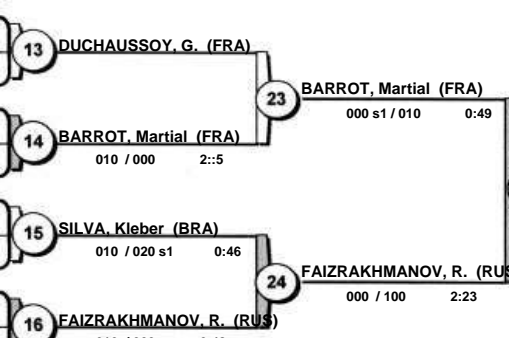 13 DUCHAUSSOY, G. (FRA)
23 BARROT, Martial (FRA)
000 s1 / 010 0:49
14 BARROT, Martial (FRA)
010 / 000 2::5
15 SILVA, Kleber (BRA)
010 / 020 s1 0:46
24 FAIZRAKHMANOV, R. (RUS
000 / 100 2:23
16 FAIZRAKHMANOV, R. (RUS)